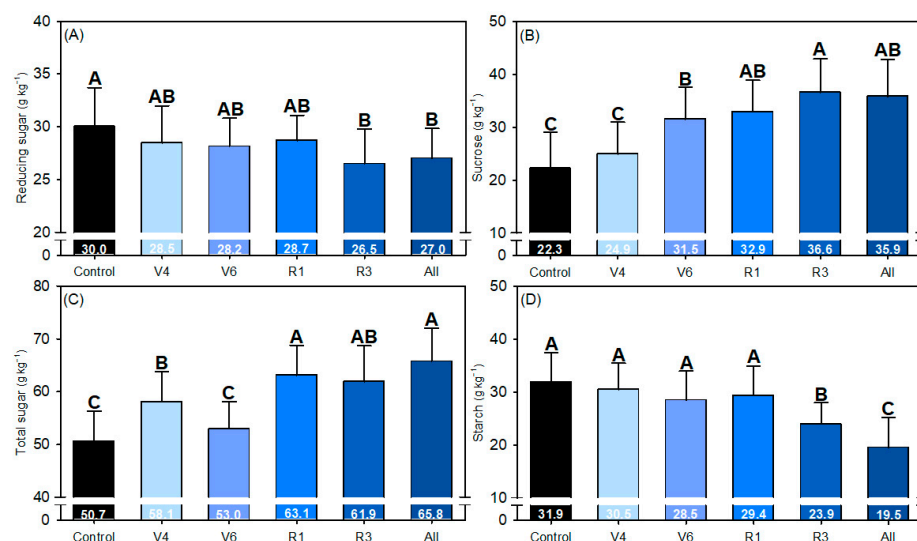 (A)
Reducing sugar (g kg⁻¹)
40
35
30
25
20
0
A
AB
AB
AB
B
B
30.0 28.5 28.2 28.7 26.5 27.0
Control V4 V6 R1 R3 All
(B)
Sucrose (g kg⁻¹)
50
40
30
20
10
0
C
C
B
AB
A
AB
22.3 24.9 31.5 32.9 36.6 35.9
Control V4 V6 R1 R3 All
(C)
Total sugar (g kg⁻¹)
80
70
60
50
40
0
C
B
C
A
AB
A
50.7 58.1 53.0 63.1 61.9 65.8
Control V4 V6 R1 R3 All
(D)
Starch (g kg⁻¹)
50
40
30
20
10
0
A
A
A
A
B
C
31.9 30.5 28.5 29.4 23.9 19.5
Control V4 V6 R1 R3 All